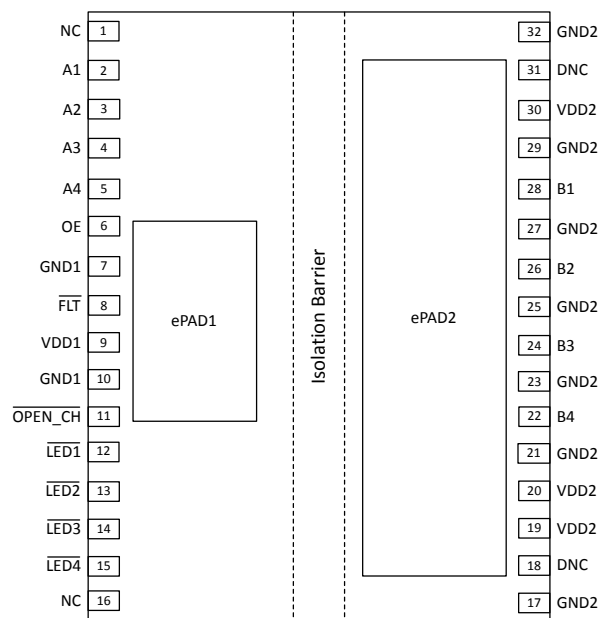 NC 1 32 GND2
A1 2 31 DNC
A2 3 30 VDD2
A3 4 29 GND2
A4 5 28 B1
OE 6 27 GND2
GND1 7 26 B2
FLT 8 25 GND2
VDD1 9 24 B3
GND1 10 23 GND2
OPEN_CH 11 22 B4
LED1 12 21 GND2
LED2 13 20 VDD2
LED3 14 19 VDD2
LED4 15 18 DNC
NC 16 17 GND2
ePAD1
Isolation Barrier
ePAD2